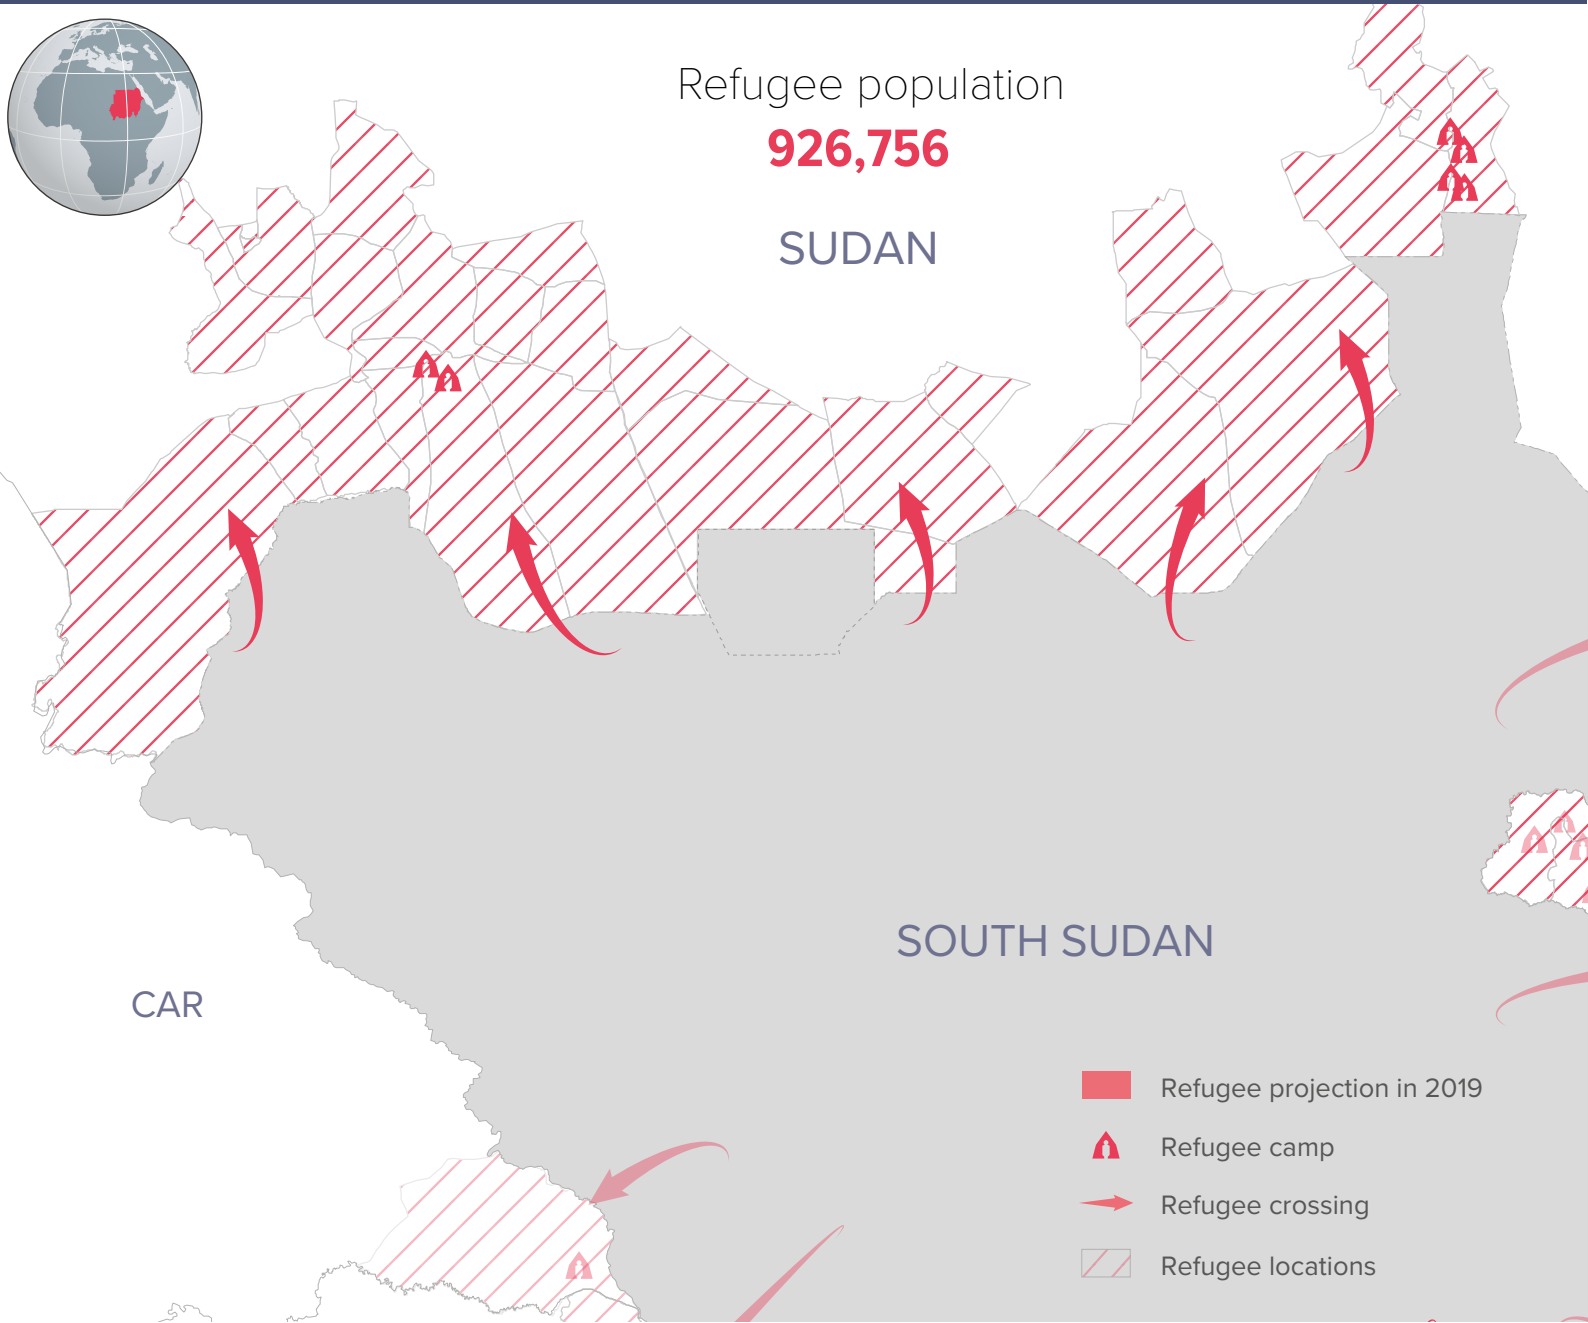 Refugee population
926,756
SUDAN
SOUTH SUDAN
CAR
Refugee projection in 2019
Refugee camp
Refugee crossing
Refugee locations